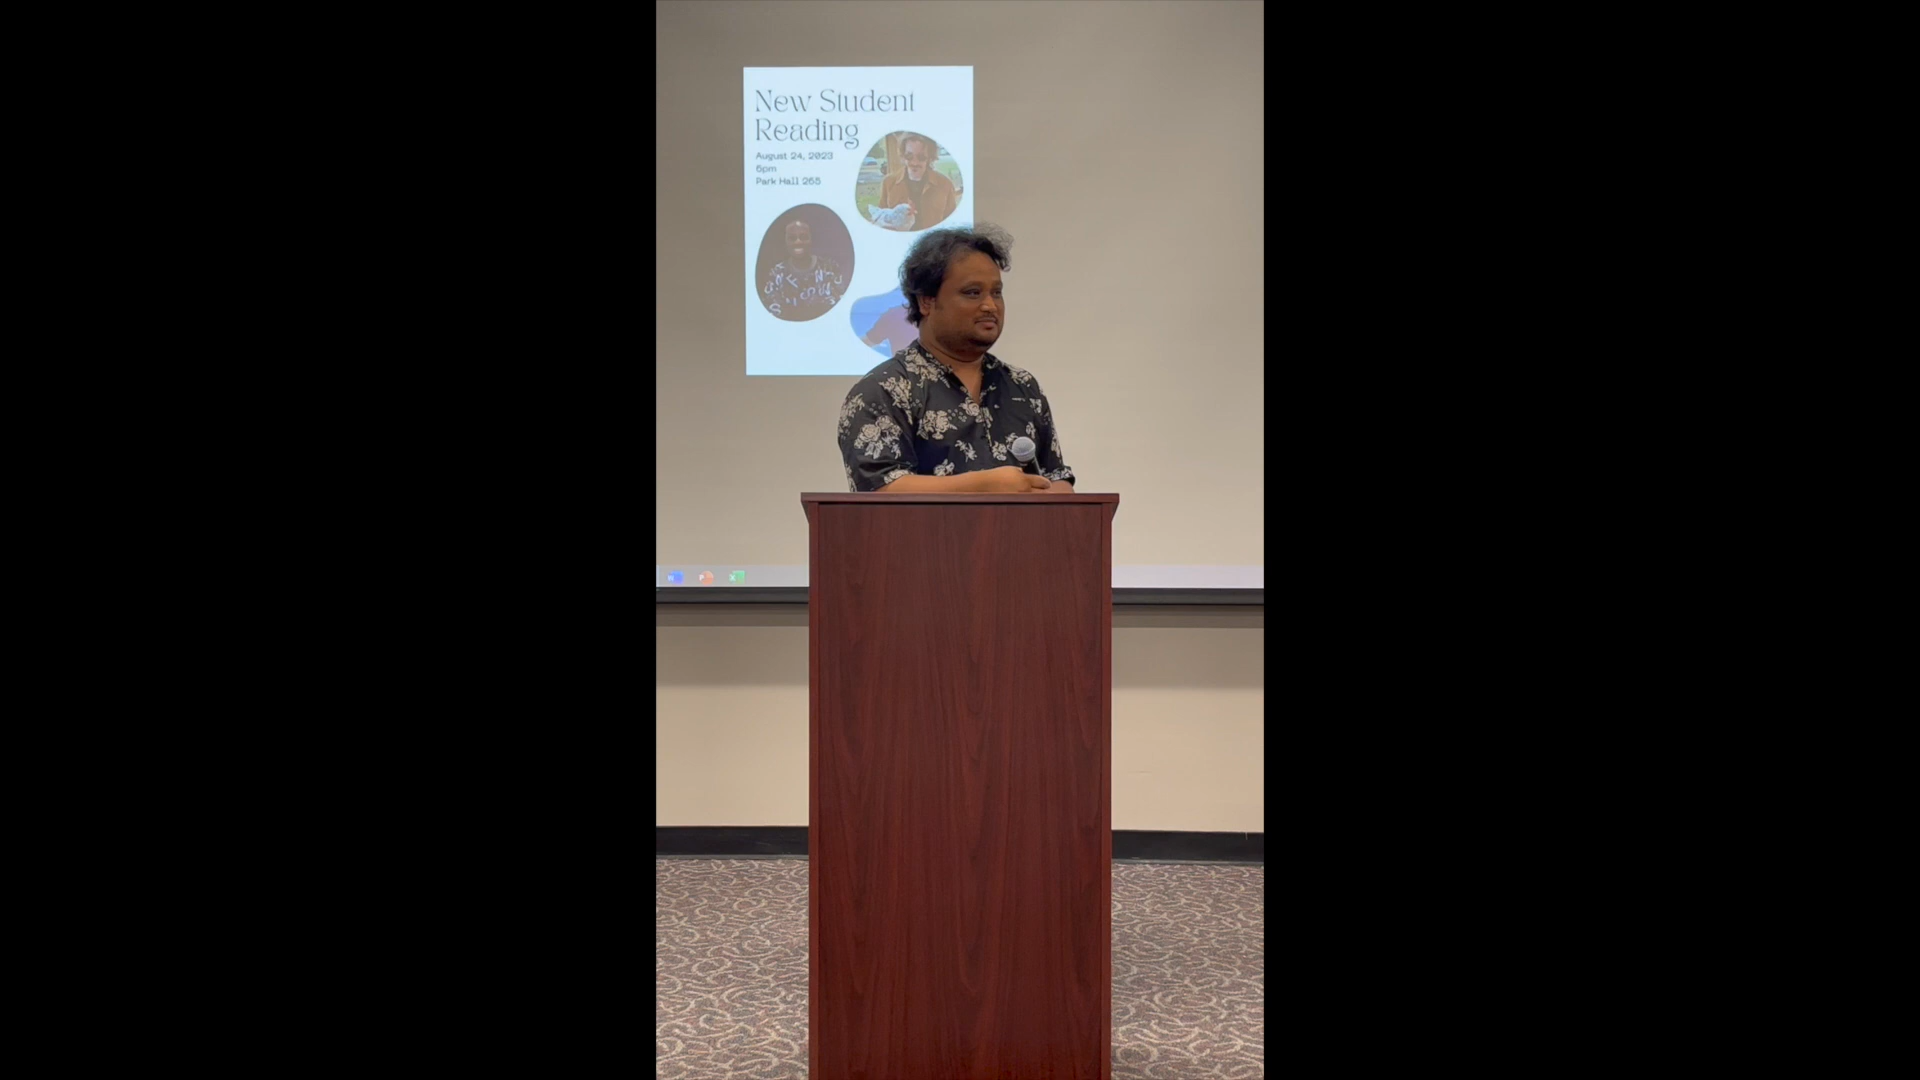 New Student
Reading
August 24, 2023
6pm
Park Hall 265